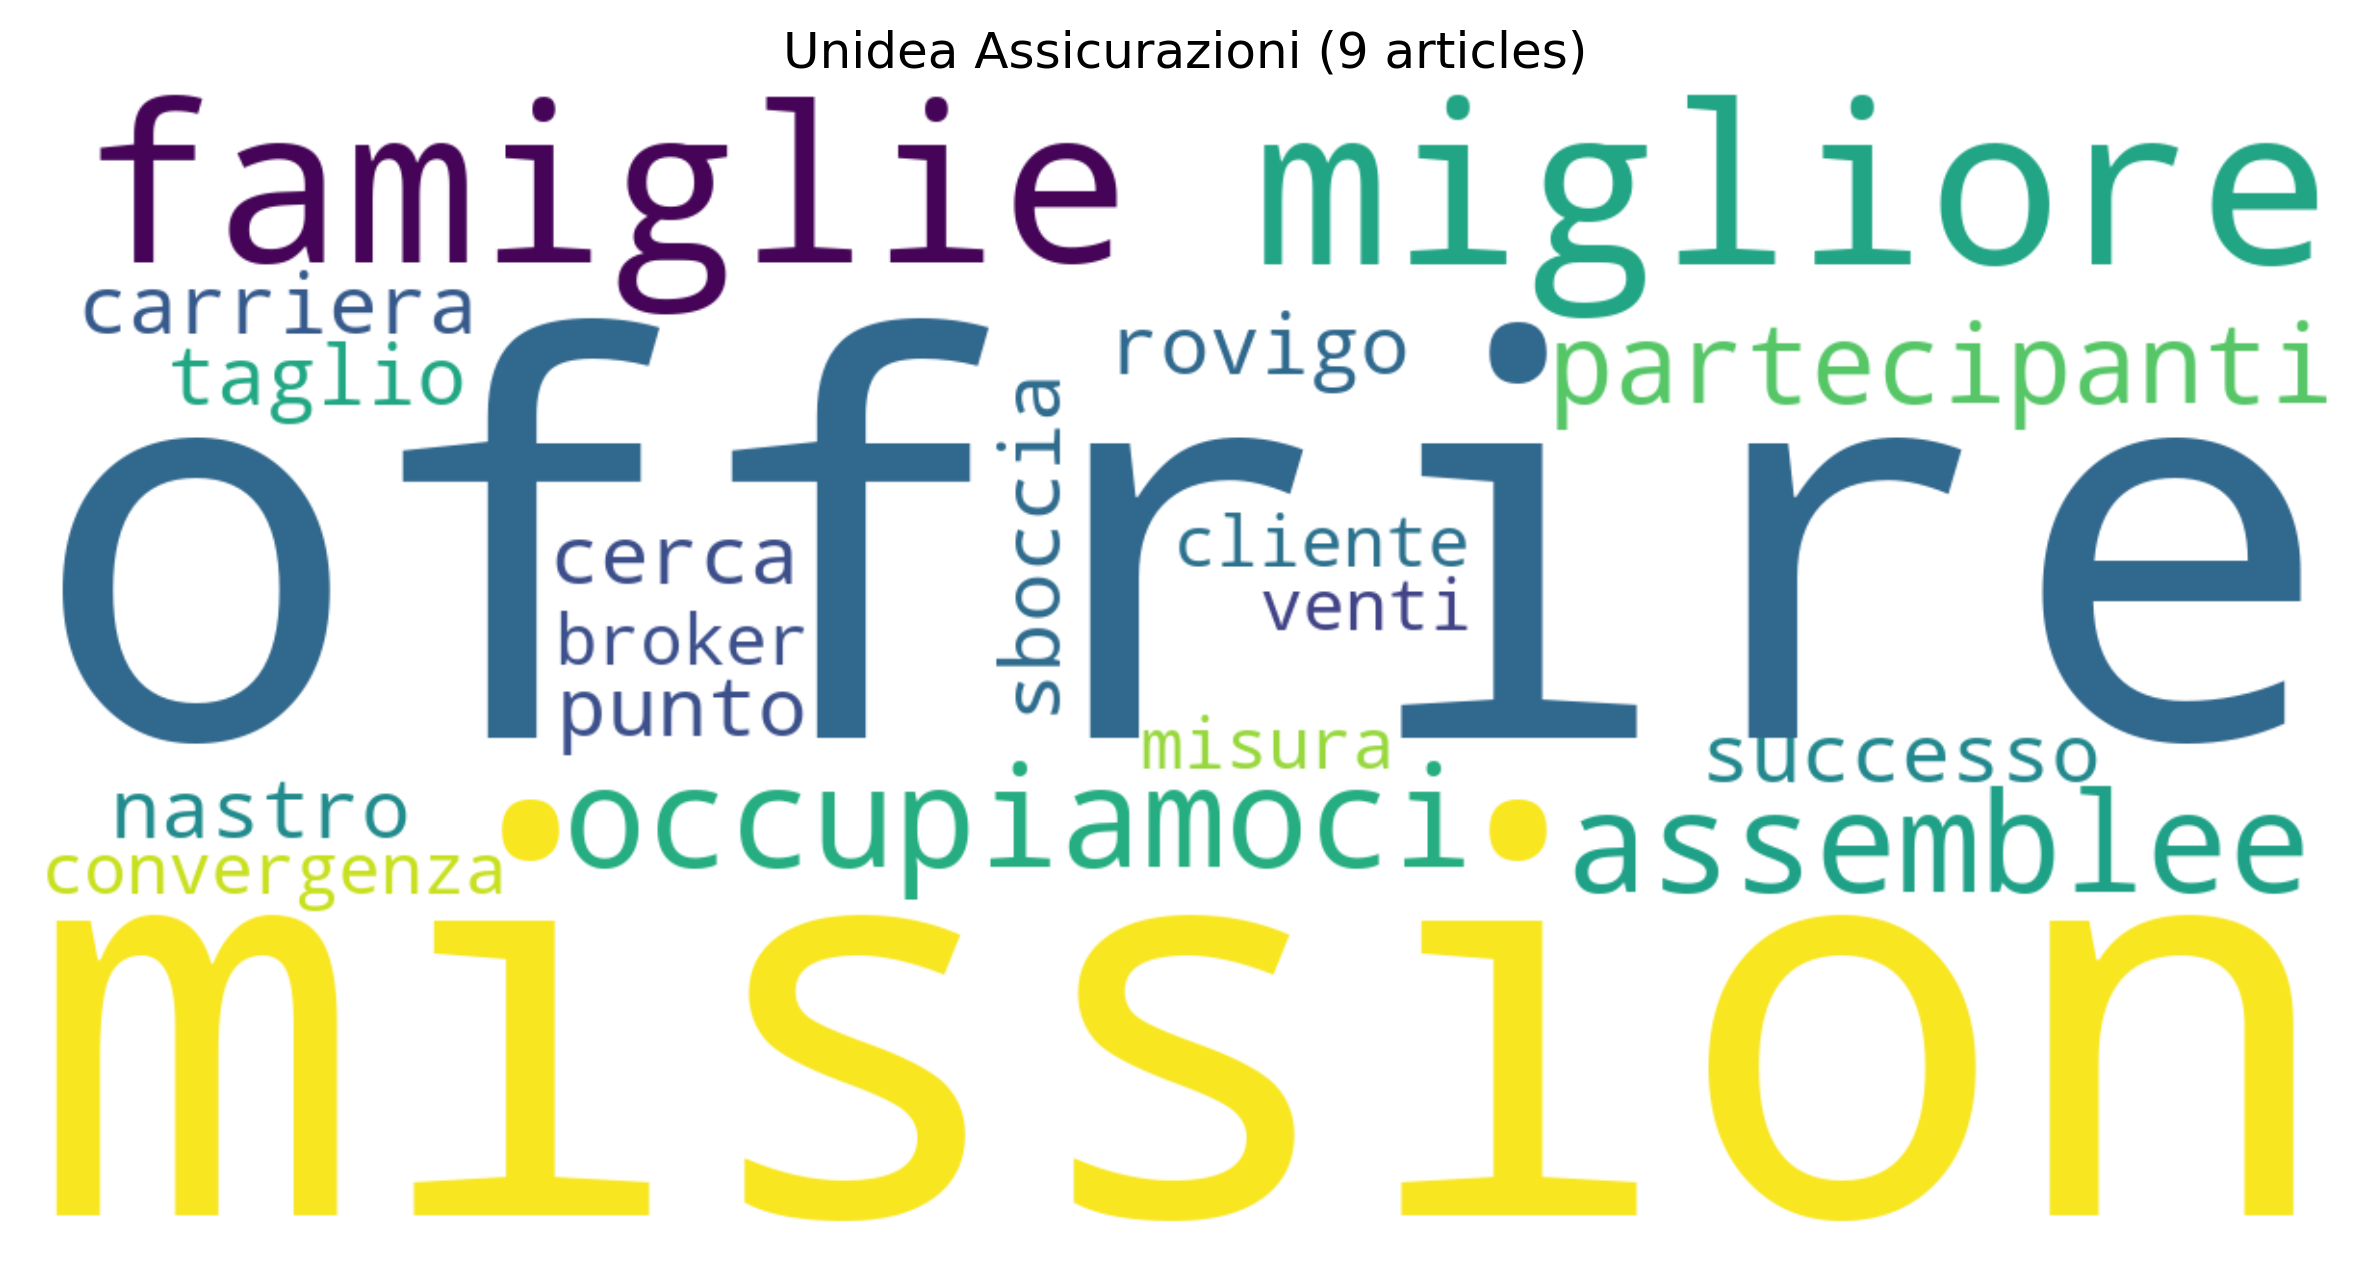 Unidea Assicurazioni (9 articles)
famiglie migliore
carriera
rovigo
partecipanti
taglio
offrire
sboccia
cerca
cliente
venti
broker
punto
misura
successo
nastro
occupiamoci
assemblee
convergenza
mission